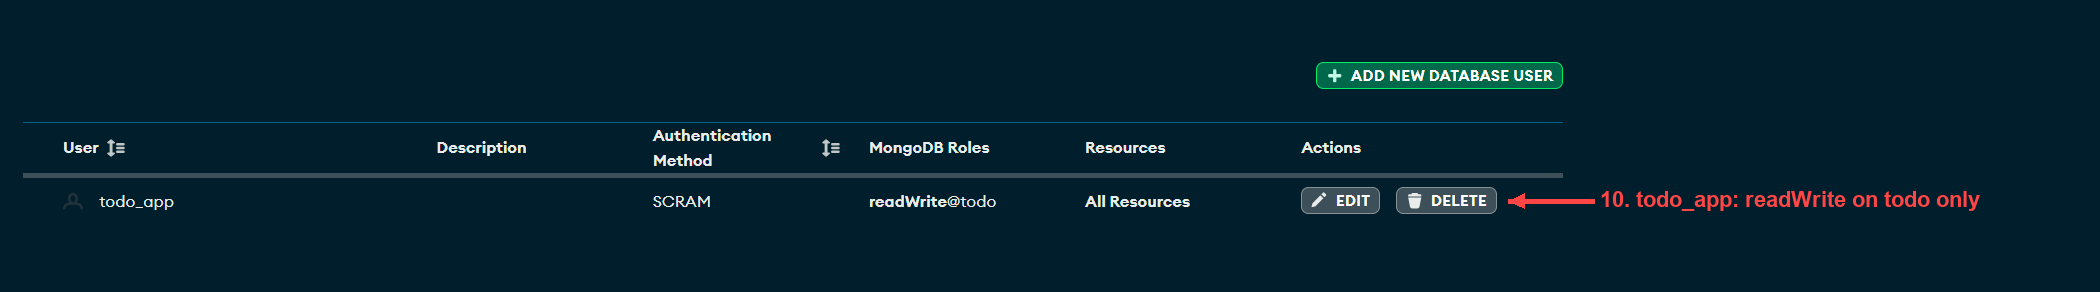 ADD NEW DATABASE USER
User
Description
Authentication
Method
MongoDB Roles
Resources
Actions
todo_app
SCRAM
readWrite@todo
All Resources
EDIT
DELETE
10. todo_app: readWrite on todo only